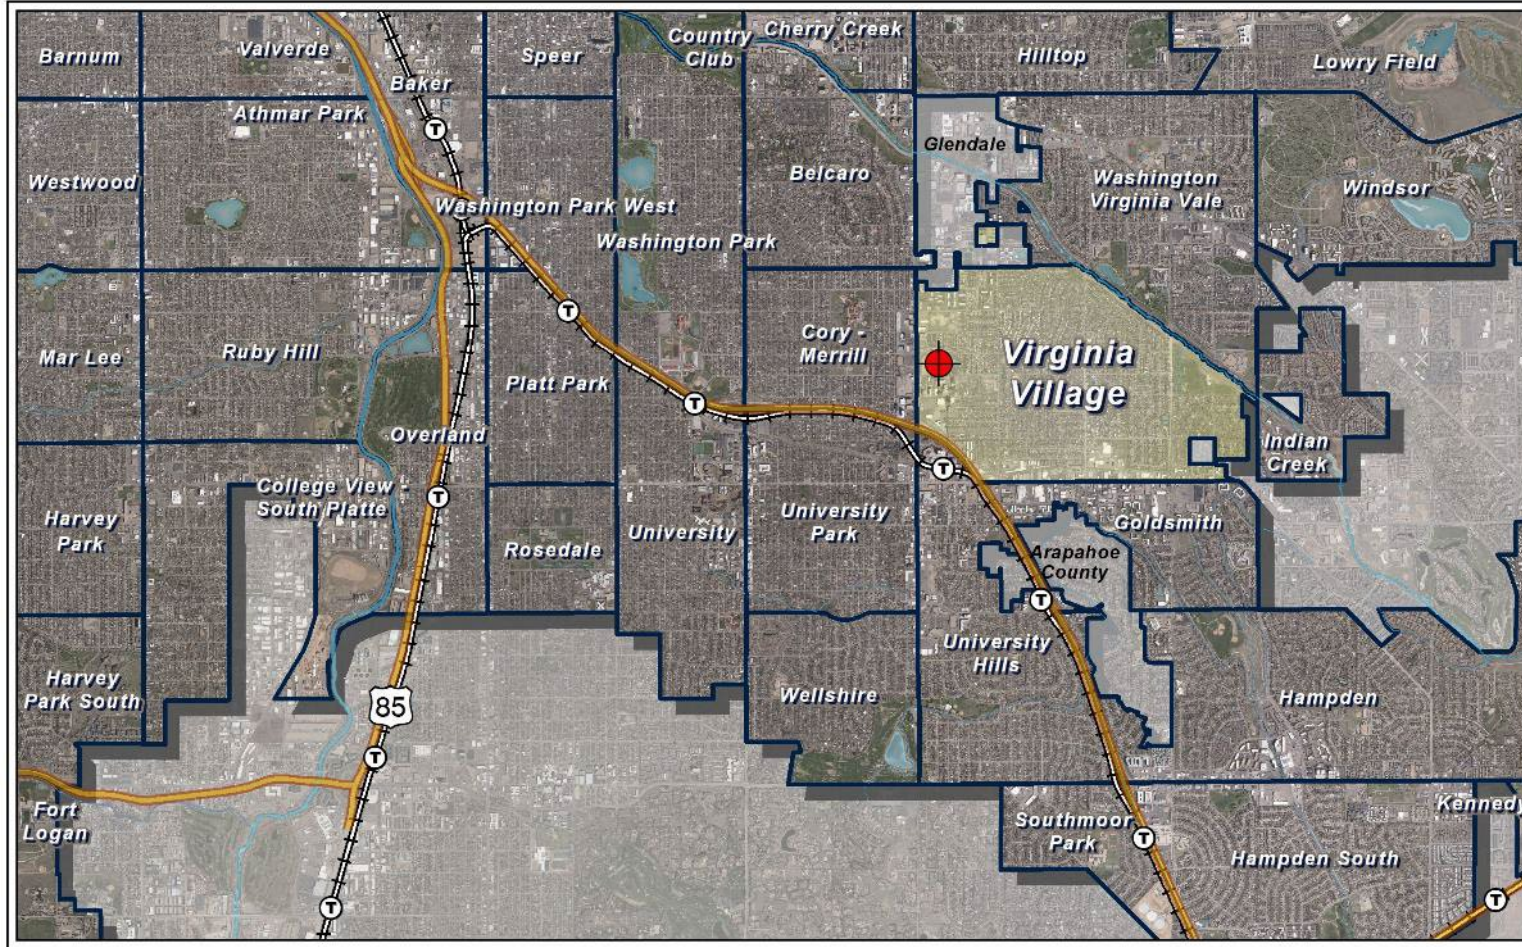 Barnum
Valverde
Baker
Speer
Country
Club
Cherry Creek
Hilltop
Lowry Field
Athmar Park
Glendale
Westwood
Belcaro
Washington
Virginia Vale
Windsor
Washington Park West
Washington Park
Mar Lee
Ruby Hill
Platt Park
Cory -
Merrill
Virginia
Village
Overland
Indian
Creek
College View -
South Platte
Harvey
Park
Rosedale
University
University
Park
Goldsmith
Arapahoe
County
Harvey
Park South
85
Wellshire
University
Hills
Hampden
Fort
Logan
Southmoor
Park
Hampden South
Kennedy
T
T
T
T
T
T
T
T
T
T